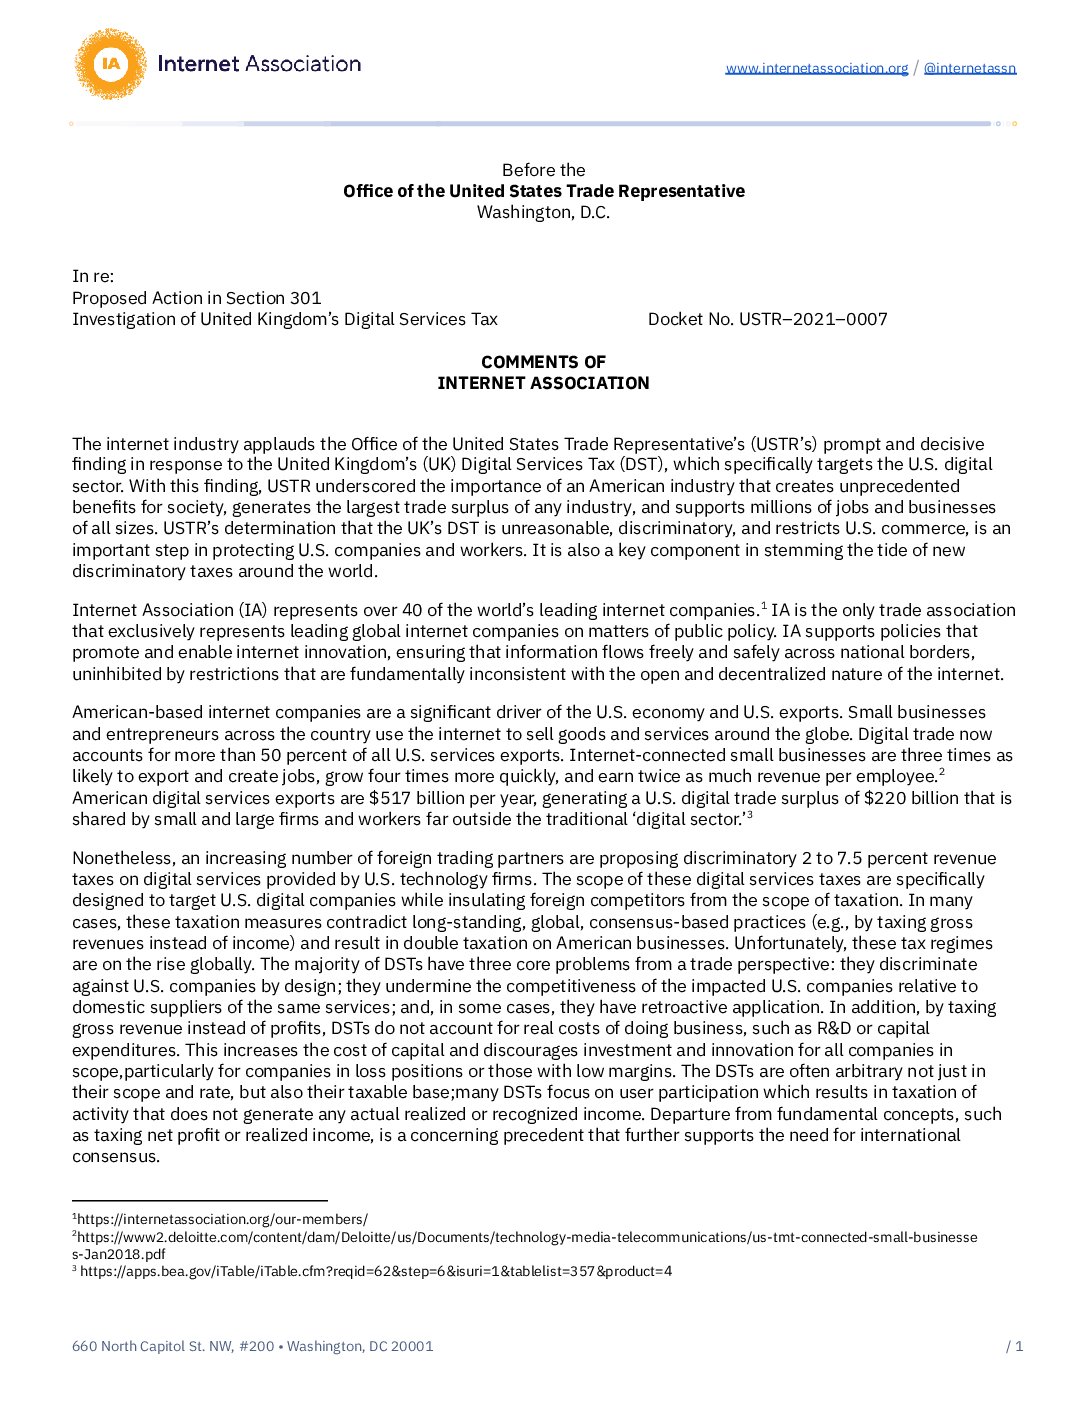 IA Internet Association
www.internetassociation.org / @internetassn
Before the
Office of the United States Trade Representative
Washington, D.C.
In re:
Proposed Action in Section 301
Investigation of United Kingdom’s Digital Services Tax Docket No. USTR–2021–0007
COMMENTS OF
INTERNET ASSOCIATION
The internet industry applauds the Office of the United States Trade Representative’s (USTR’s) prompt and decisive
finding in response to the United Kingdom’s (UK) Digital Services Tax (DST), which specifically targets the U.S. digital
sector. With this finding, USTR underscored the importance of an American industry that creates unprecedented
benefits for society, generates the largest trade surplus of any industry, and supports millions of jobs and businesses
of all sizes. USTR’s determination that the UK’s DST is unreasonable, discriminatory, and restricts U.S. commerce, is an
important step in protecting U.S. companies and workers. It is also a key component in stemming the tide of new
discriminatory taxes around the world.
Internet Association (IA) represents over 40 of the world’s leading internet companies.¹ IA is the only trade association
that exclusively represents leading global internet companies on matters of public policy. IA supports policies that
promote and enable internet innovation, ensuring that information flows freely and safely across national borders,
uninhibited by restrictions that are fundamentally inconsistent with the open and decentralized nature of the internet.
American-based internet companies are a significant driver of the U.S. economy and U.S. exports. Small businesses
and entrepreneurs across the country use the internet to sell goods and services around the globe. Digital trade now
accounts for more than 50 percent of all U.S. services exports. Internet-connected small businesses are three times as
likely to export and create jobs, grow four times more quickly, and earn twice as much revenue per employee.²
American digital services exports are $517 billion per year, generating a U.S. digital trade surplus of $220 billion that is
shared by small and large firms and workers far outside the traditional ‘digital sector.’³
Nonetheless, an increasing number of foreign trading partners are proposing discriminatory 2 to 7.5 percent revenue
taxes on digital services provided by U.S. technology firms. The scope of these digital services taxes are specifically
designed to target U.S. digital companies while insulating foreign competitors from the scope of taxation. In many
cases, these taxation measures contradict long-standing, global, consensus-based practices (e.g., by taxing gross
revenues instead of income) and result in double taxation on American businesses. Unfortunately, these tax regimes
are on the rise globally. The majority of DSTs have three core problems from a trade perspective: they discriminate
against U.S. companies by design; they undermine the competitiveness of the impacted U.S. companies relative to
domestic suppliers of the same services; and, in some cases, they have retroactive application. In addition, by taxing
gross revenue instead of profits, DSTs do not account for real costs of doing business, such as R&D or capital
expenditures. This increases the cost of capital and discourages investment and innovation for all companies in
scope,particularly for companies in loss positions or those with low margins. The DSTs are often arbitrary not just in
their scope and rate, but also their taxable base;many DSTs focus on user participation which results in taxation of
activity that does not generate any actual realized or recognized income. Departure from fundamental concepts, such
as taxing net profit or realized income, is a concerning precedent that further supports the need for international
consensus.
¹https://internetassociation.org/our-members/
²https://www2.deloitte.com/content/dam/Deloitte/us/Documents/technology-media-telecommunications/us-tmt-connected-small-businesse
s-Jan2018.pdf
³ https://apps.bea.gov/iTable/iTable.cfm?reqid=62&step=6&isuri=1&tablelist=357&product=4
660 North Capitol St. NW, #200 • Washington, DC 20001 / 1